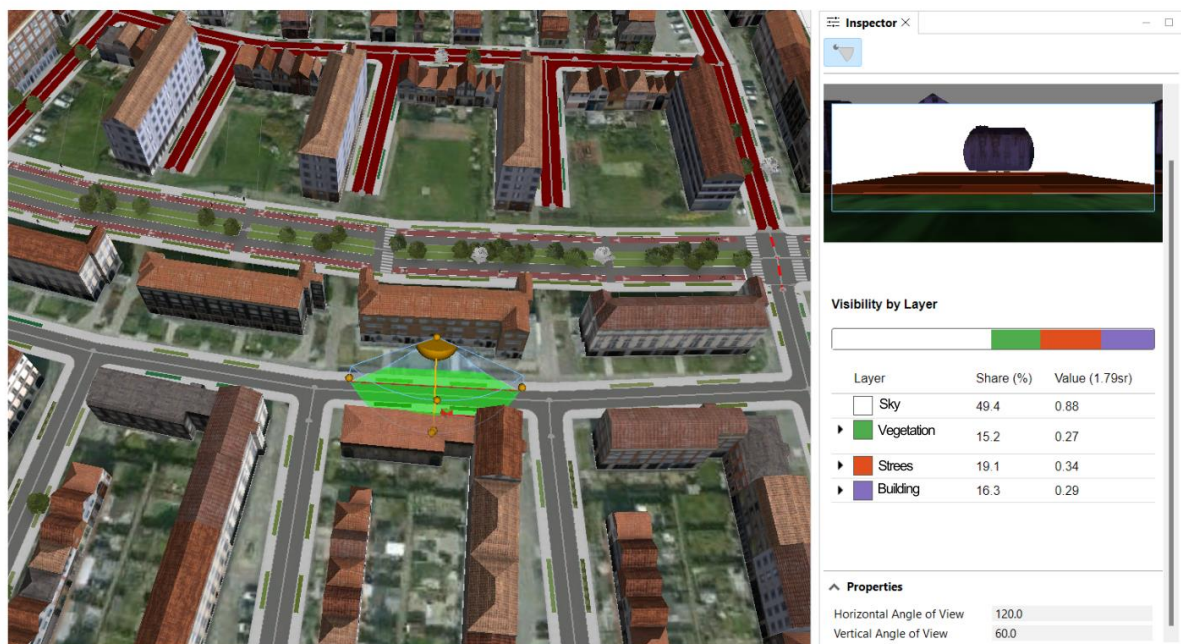 Inspector
Visibility by Layer
Layer Share (%) Value (1.79sr)
Sky 49.4 0.88
Vegetation 15.2 0.27
Strees 19.1 0.34
Building 16.3 0.29
Properties
Horizontal Angle of View 120.0
Vertical Angle of View 60.0